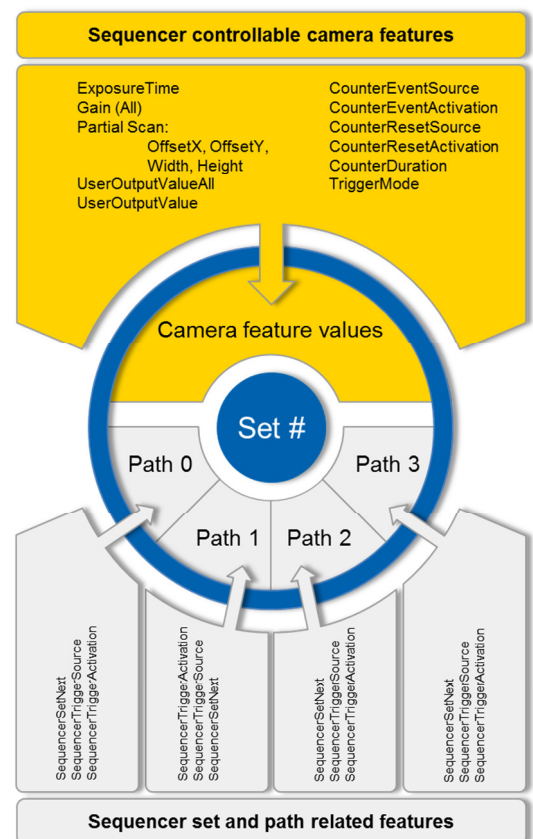 Sequencer controllable camera features
ExposureTime
Gain (All)
Partial Scan:
OffsetX, OffsetY,
Width, Height
UserOutputValueAll
UserOutputValue
CounterEventSource
CounterEventActivation
CounterResetSource
CounterResetActivation
CounterDuration
TriggerMode
Camera feature values
Set #
Path 0
Path 1
Path 2
Path 3
SequencerSetNext
SequencerTriggerSource
SequencerTriggerActivation
SequencerTriggerActivation
SequencerTriggerSource
SequencerSetNext
SequencerSetNext
SequencerTriggerSource
SequencerTriggerActivation
SequencerSetNext
SequencerTriggerSource
SequencerTriggerActivation
Sequencer set and path related features